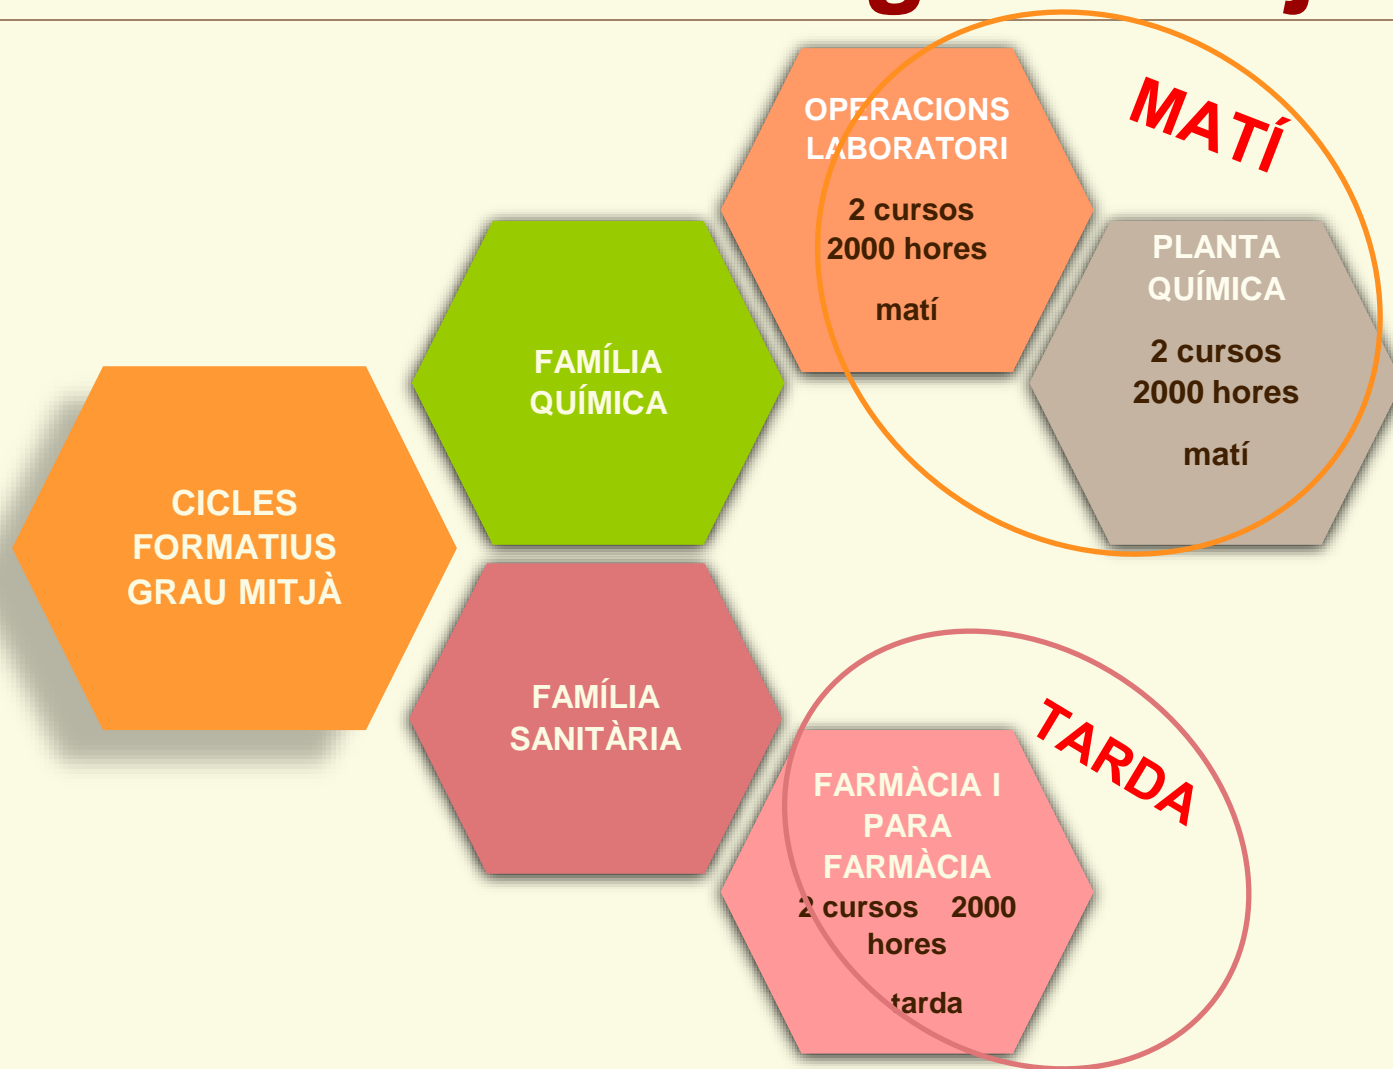 OPERACIONS
LABORATORI
2 cursos
2000 hores
matí
MATÍ
PLANTA
QUÍMICA
2 cursos
2000 hores
matí
FAMÍLIA
QUÍMICA
CICLES
FORMATIUS
GRAU MITJÀ
FAMÍLIA
SANITÀRIA
TARDA
FARMÀCIA I
PARA
FARMÀCIA
2 cursos 2000
hores
tarda